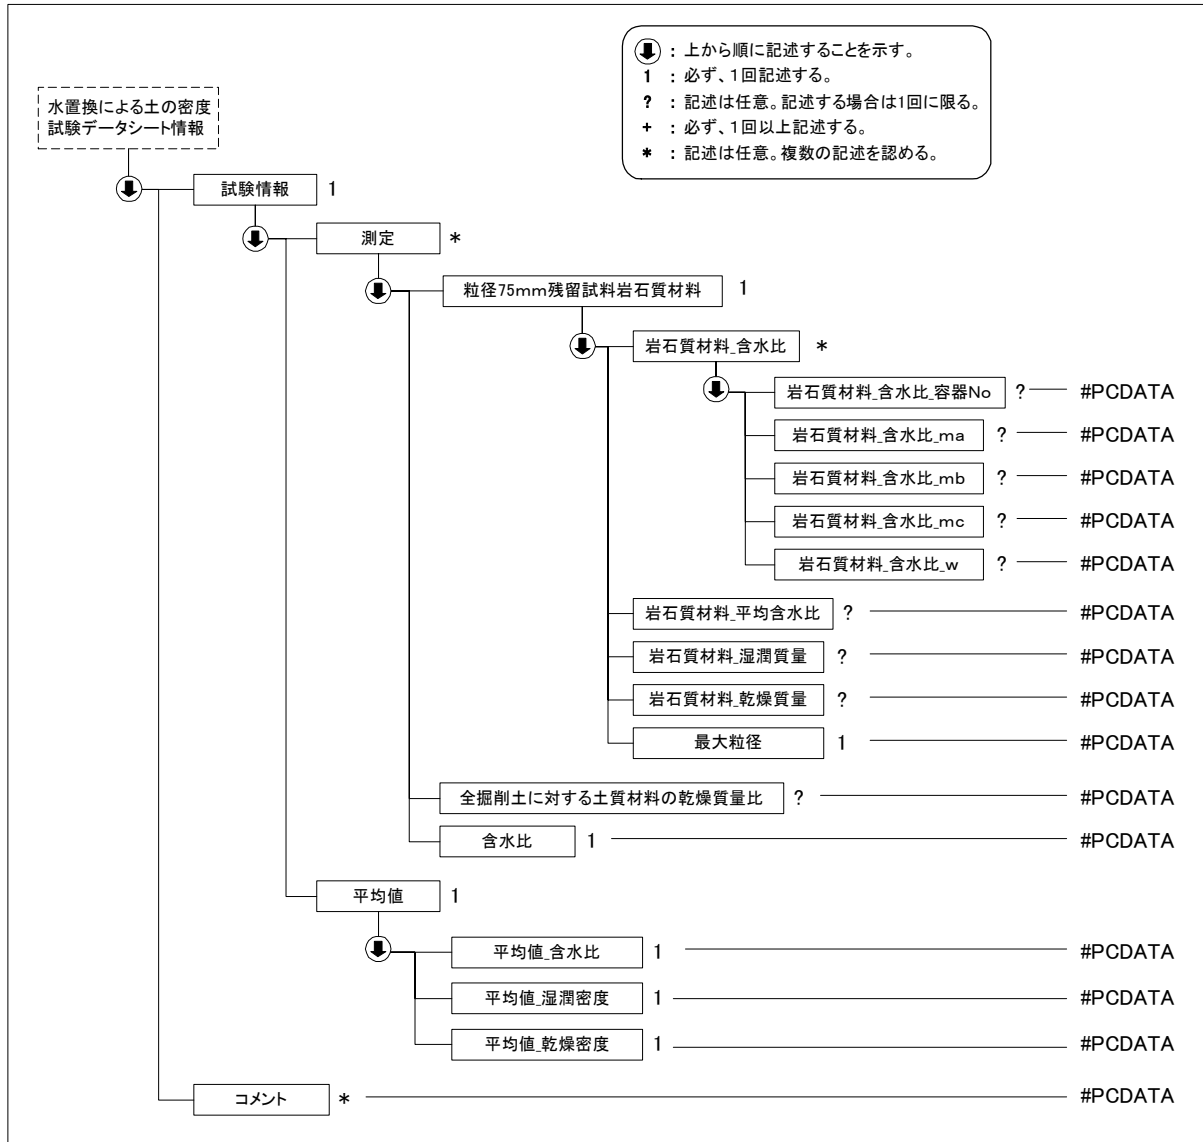 : 上から順に記述することを示す。
1 : 必ず、1回記述する。
? : 記述は任意。記述する場合は1回に限る。
+ : 必ず、1回以上記述する。
* : 記述は任意。複数の記述を認める。
水置換による土の密度
試験データシート情報
試験情報 1
測定 *
粒径75mm残留試料岩石質材料 1
岩石質材料_含水比 *
岩石質材料_含水比_容器No ? #PCDATA
岩石質材料_含水比_ma ? #PCDATA
岩石質材料_含水比_mb ? #PCDATA
岩石質材料_含水比_mc ? #PCDATA
岩石質材料_含水比_w ? #PCDATA
岩石質材料_平均含水比 ? #PCDATA
岩石質材料_湿潤質量 ? #PCDATA
岩石質材料_乾燥質量 ? #PCDATA
最大粒径 1 #PCDATA
全掘削土に対する土質材料の乾燥質量比 ? #PCDATA
含水比 1 #PCDATA
平均値 1
平均値_含水比 1 #PCDATA
平均値_湿潤密度 1 #PCDATA
平均値_乾燥密度 1 #PCDATA
コメント * #PCDATA